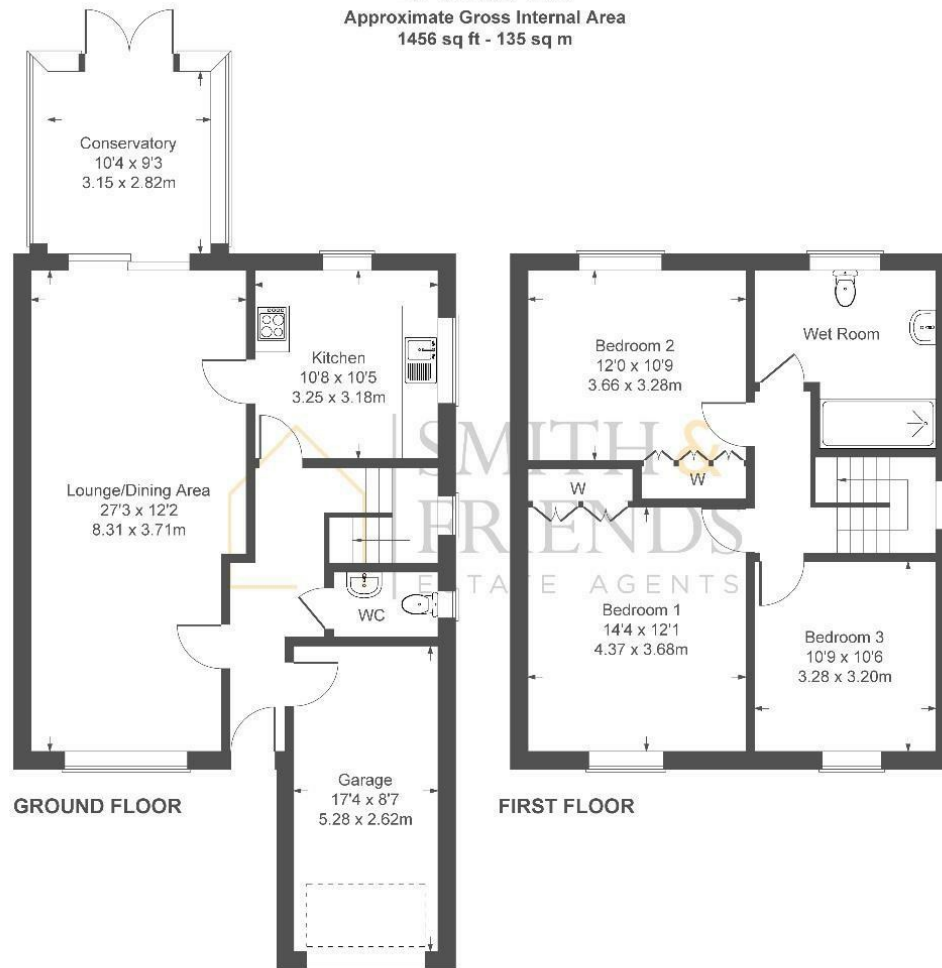 Approximate Gross Internal Area
1456 sq ft - 135 sq m
Conservatory
10'4 x 9'3
3.15 x 2.82m
Kitchen
10'8 x 10'5
3.25 x 3.18m
Lounge/Dining Area
27'3 x 12'2
8.31 x 3.71m
WC
Garage
17'4 x 8'7
5.28 x 2.62m
GROUND FLOOR
Bedroom 2
12'0 x 10'9
3.66 x 3.28m
Wet Room
W
W
Bedroom 1
14'4 x 12'1
4.37 x 3.68m
Bedroom 3
10'9 x 10'6
3.28 x 3.20m
FIRST FLOOR
SMITH &
FRIENDS
ESTATE AGENTS